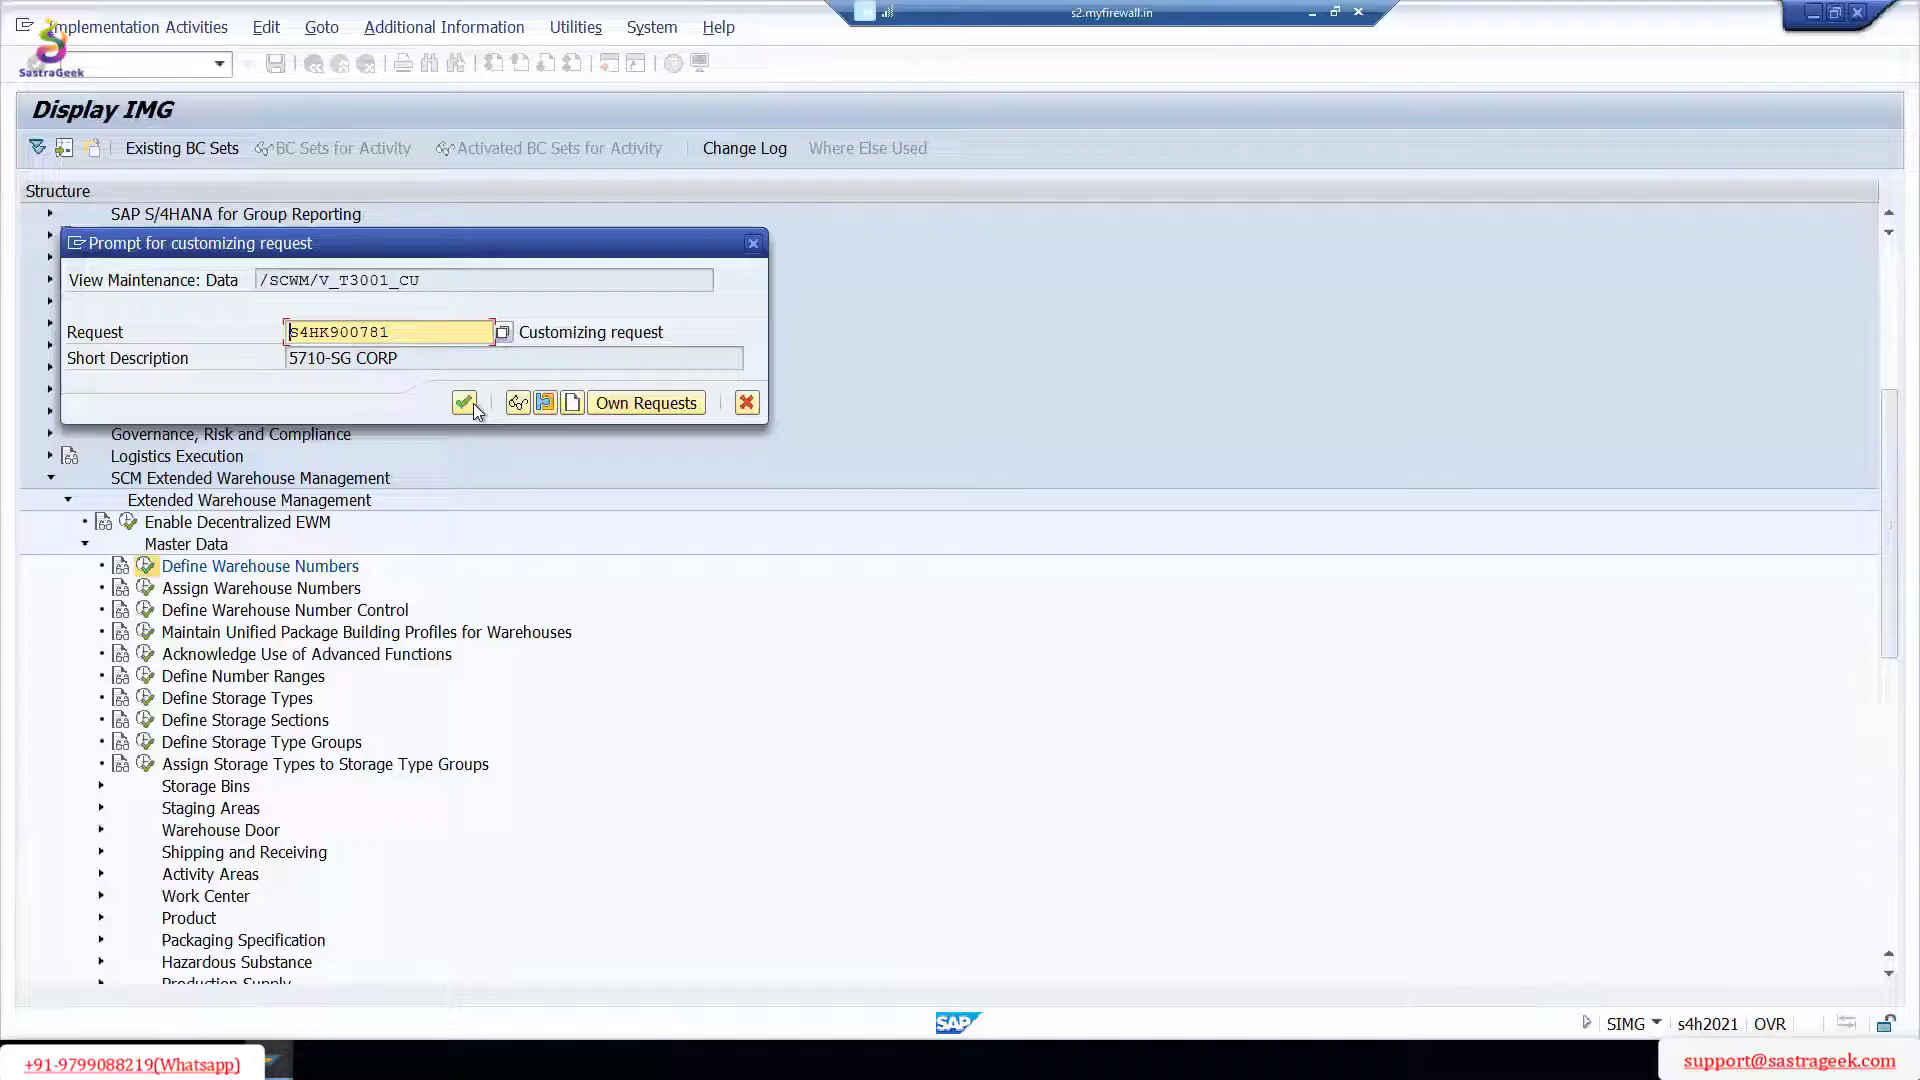 Implementation Activities Edit Goto Additional Information Utilities System Help
s2.myfirewall.in
SastraGeek
Display IMG
Existing BC Sets BC Sets for Activity Activated BC Sets for Activity Change Log Where Else Used
Structure
SAP S/4HANA for Group Reporting
Prompt for customizing request
View Maintenance: Data /SCWM/V_T3001_CU
Request S4HK900781 Customizing request
Short Description 5710-SG CORP
Own Requests
Governance, Risk and Compliance
Logistics Execution
SCM Extended Warehouse Management
Extended Warehouse Management
Enable Decentralized EWM
Master Data
Define Warehouse Numbers
Assign Warehouse Numbers
Define Warehouse Number Control
Maintain Unified Package Building Profiles for Warehouses
Acknowledge Use of Advanced Functions
Define Number Ranges
Define Storage Types
Define Storage Sections
Define Storage Type Groups
Assign Storage Types to Storage Type Groups
Storage Bins
Staging Areas
Warehouse Door
Shipping and Receiving
Activity Areas
Work Center
Product
Packaging Specification
Hazardous Substance
Production Supply
SAP
SIMG s4h2021 OVR
+91-9799088219(Whatsapp)
support@sastrageek.com